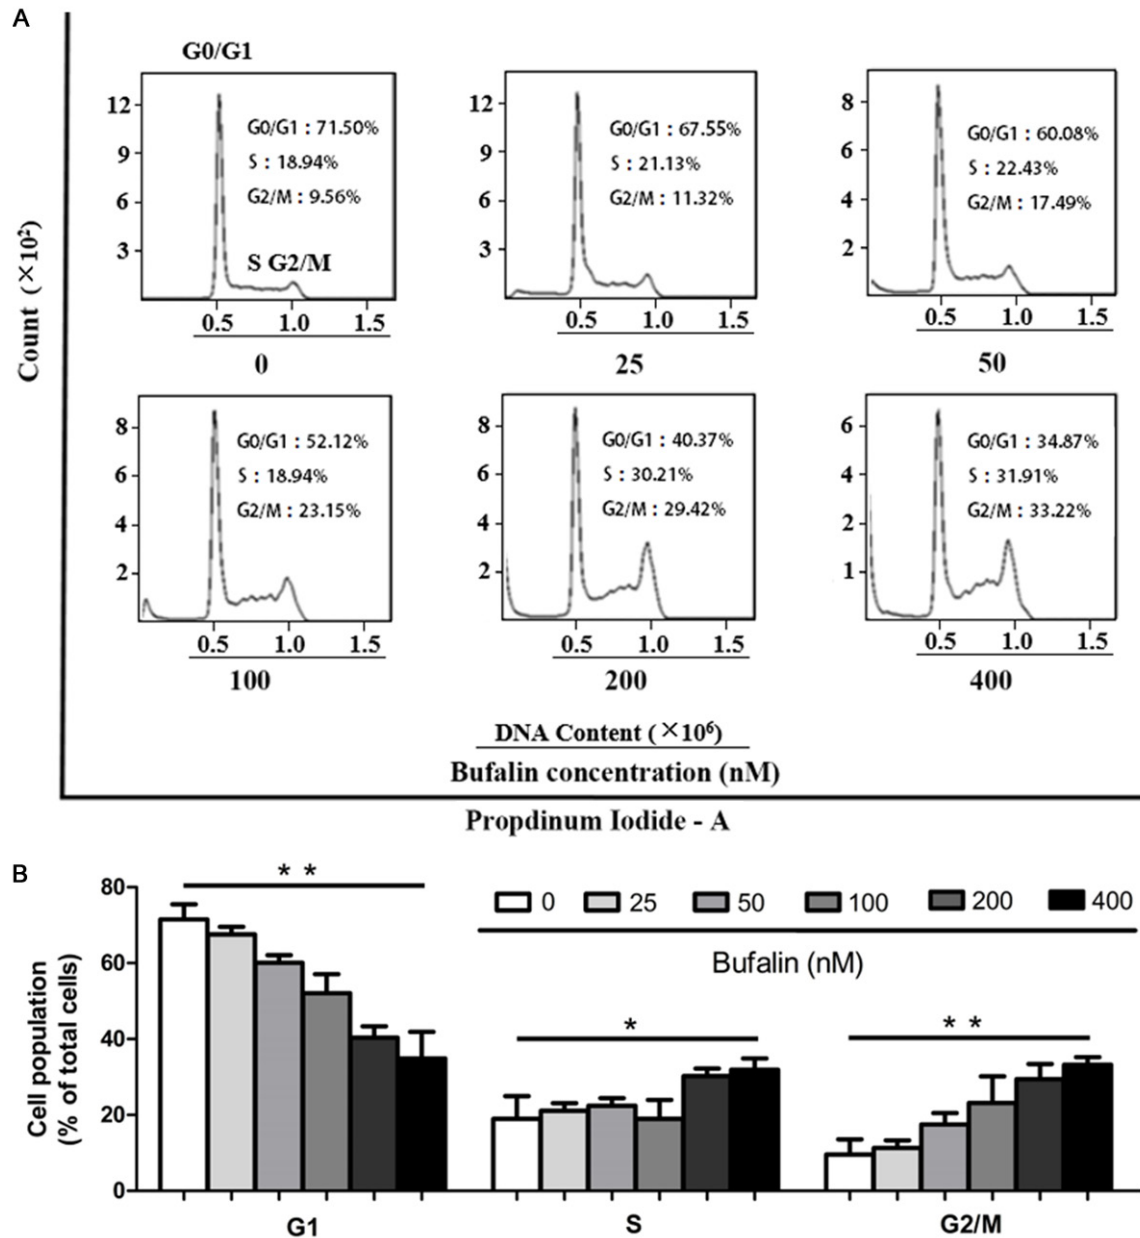 A
G0/G1
Count (×10²)
12
9
6
3
G0/G1 : 71.50%
S : 18.94%
G2/M : 9.56%
S G2/M
0.5 1.0 1.5
0
12
9
6
3
G0/G1 : 67.55%
S : 21.13%
G2/M : 11.32%
0.5 1.0 1.5
25
8
6
4
2
G0/G1 : 60.08%
S : 22.43%
G2/M : 17.49%
0.5 1.0 1.5
50
8
6
4
2
G0/G1 : 52.12%
S : 18.94%
G2/M : 23.15%
0.5 1.0 1.5
100
8
6
4
2
G0/G1 : 40.37%
S : 30.21%
G2/M : 29.42%
0.5 1.0 1.5
200
6
4
2
1
G0/G1 : 34.87%
S : 31.91%
G2/M : 33.22%
0.5 1.0 1.5
400
DNA Content (×10⁶)
Bufalin concentration (nM)
Propdinum Iodide - A
B
Cell population
(% of total cells)
80
60
40
20
0
* *
0 25 50 100 200 400
Bufalin (nM)
*
* *
G1 S G2/M